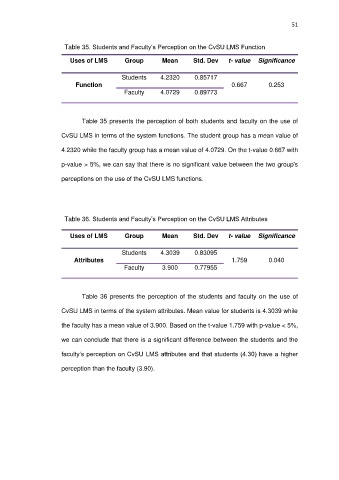 51
Table 35. Students and Faculty's Perception on the CvSU LMS Function
Uses of LMS Group Mean Std. Dev t- value Significance
Students 4.2320 0.85717
Function 0.667 0.253
Faculty 4.0729 0.89773
Table 35 presents the perception of both students and faculty on the use of
CvSU LMS in terms of the system functions. The student group has a mean value of
4.2320 while the faculty group has a mean value of 4.0729. On the t-value 0.667 with
p-value > 5%, we can say that there is no significant value between the two group's
perceptions on the use of the CvSU LMS functions.
Table 36. Students and Faculty's Perception on the CvSU LMS Attributes
Uses of LMS Group Mean Std. Dev t- value Significance
Students 4.3039 0.83095
Attributes 1.759 0.040
Faculty 3.900 0.77955
Table 36 presents the perception of the students and faculty on the use of
CvSU LMS in terms of the system attributes. Mean value for students is 4.3039 while
the faculty has a mean value of 3.900. Based on the t-value 1.759 with p-value < 5%,
we can conclude that there is a significant difference between the students and the
faculty's perception on CvSU LMS attributes and that students (4.30) have a higher
perception than the faculty (3.90).